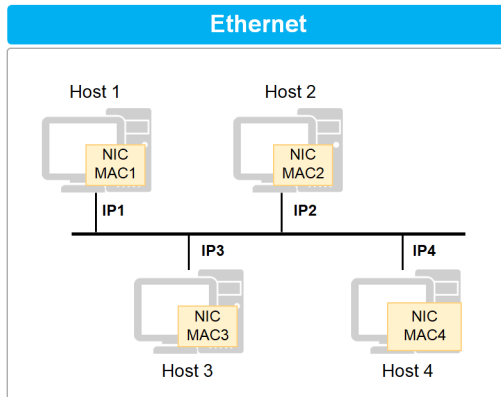 Ethernet
Host 1
Host 2
NIC
MAC1
NIC
MAC2
IP1
IP2
IP3
IP4
NIC
MAC3
NIC
MAC4
Host 3
Host 4